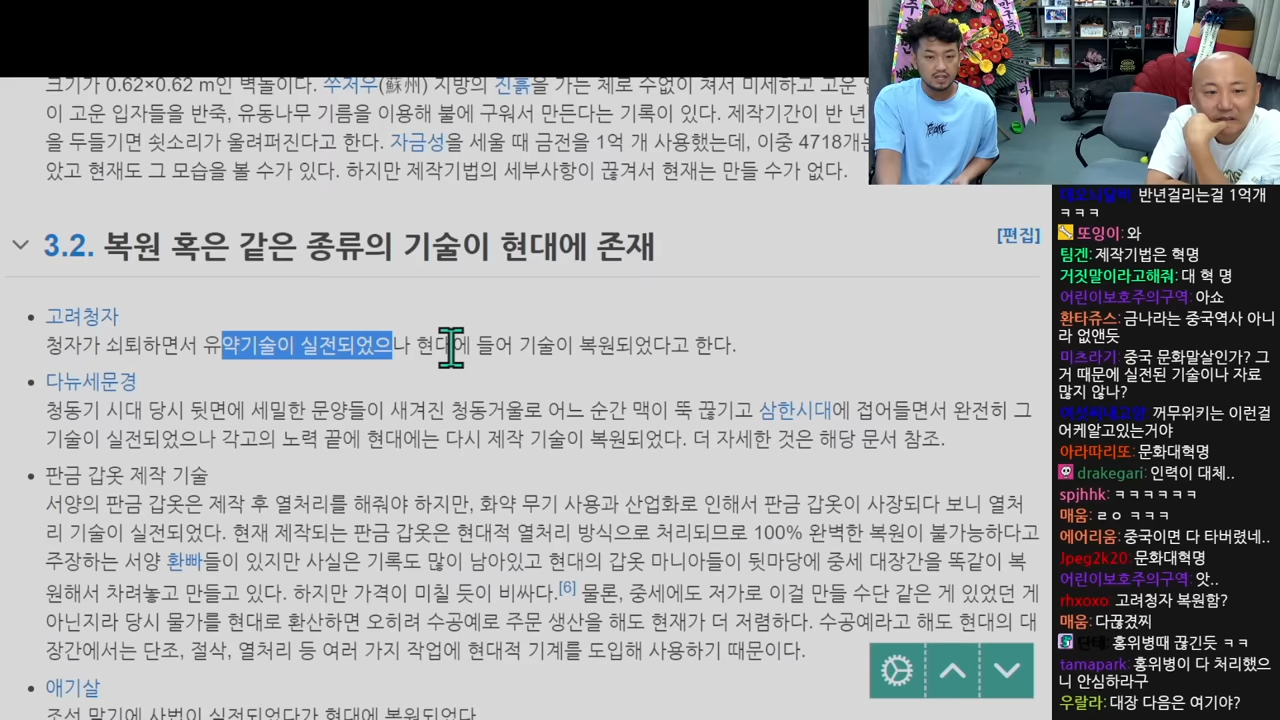 크기가 0.62×0.62 m인 벽돌이다. 쑤저우(蘇州) 지방의 진흙을 가는 체로 수없이 쳐서 미세하고 고운
이 고운 입자들을 반죽, 유동나무 기름을 이용해 불에 구워서 만든다는 기록이 있다. 제작기간이 반 년
을 두들기면 쇳소리가 울려퍼진다고 한다. 자금성을 세울 때 금전을 1억 개 사용했는데, 이중 4718개는
았고 현재도 그 모습을 볼 수가 있다. 하지만 제작기법의 세부사항이 끊겨서 현재는 만들 수가 없다.
3.2. 복원 혹은 같은 종류의 기술이 현대에 존재
[편집]
고려청자
청자가 쇠퇴하면서 유약기술이 실전되었으나 현대에 들어 기술이 복원되었다고 한다.
다뉴세문경
청동기 시대 당시 뒷면에 세밀한 문양들이 새겨진 청동거울로 어느 순간 맥이 뚝 끊기고 삼한시대에 접어들면서 완전히 그
기술이 실전되었으나 각고의 노력 끝에 현대에는 다시 제작 기술이 복원되었다. 더 자세한 것은 해당 문서 참조.
판금 갑옷 제작 기술
서양의 판금 갑옷은 제작 후 열처리를 해줘야 하지만, 화약 무기 사용과 산업화로 인해서 판금 갑옷이 사장되다 보니 열처
리 기술이 실전되었다. 현재 제작되는 판금갑옷은 현대적 열처리 방식으로 처리되므로 100% 완벽한 복원이 불가능하다고
주장하는 서양 환빠들이 있지만 사실은 기록도 많이 남아있고 현대의 갑옷 마니아들이 뒷마당에 중세 대장간을 똑같이 복
원해서 차려놓고 만들고 있다. 하지만 가격이 미칠 듯이 비싸다.[6] 물론, 중세에도 저가로 이걸 만들 수단 같은 게 있었던 게
아닌지라 당시 물가를 현대로 환산하면 오히려 수공예로 주문 생산을 해도 현재가 더 저렴하다. 수공예라고 해도 현대의 대
장간에서는 단조, 절삭, 열처리 등 여러 기초 작업에 현대적 기계를 도입해 사용하기 때문이다.
애기살
조선 말기에 사법이 실전되었다가 현대에 복원되었다.
반년걸리는걸 1억개
ㅋㅋㅋ
또잉이: 와
팀겐: 제작기법은 혁명
거짓말이라고해줘: 대 혁 명
어린이보호주의구역: 아쇼
환타쥬스: 금나라는 중국역사 아니
라 없앤듯
미츠라기: 중국 문화말살인가? 그
거 때문에 실전된 기술이나 자료
많지 않나?
꺼무위키는 이런걸
어케알고있는거야
아라따리또: 문화대혁명
drakegari: 인력이 대체..
spjhhk: ㅋㅋㅋㅋㅋㅋ
매움: ㄹㅇ ㅋㅋㅋ
에어리움: 중국이면 다 타버렸네..
Jpeg2k20: 문화대혁명
어린이보호주의구역: 앗..
rhxoxo: 고려청자 복원함?
매움: 다끊겼찌
단테: 홍위병때 끊긴듯 ㅋㅋ
tamapark: 홍위병이 다 처리했으
니 안심하라구
우랄라: 대장 다음은 여기야?